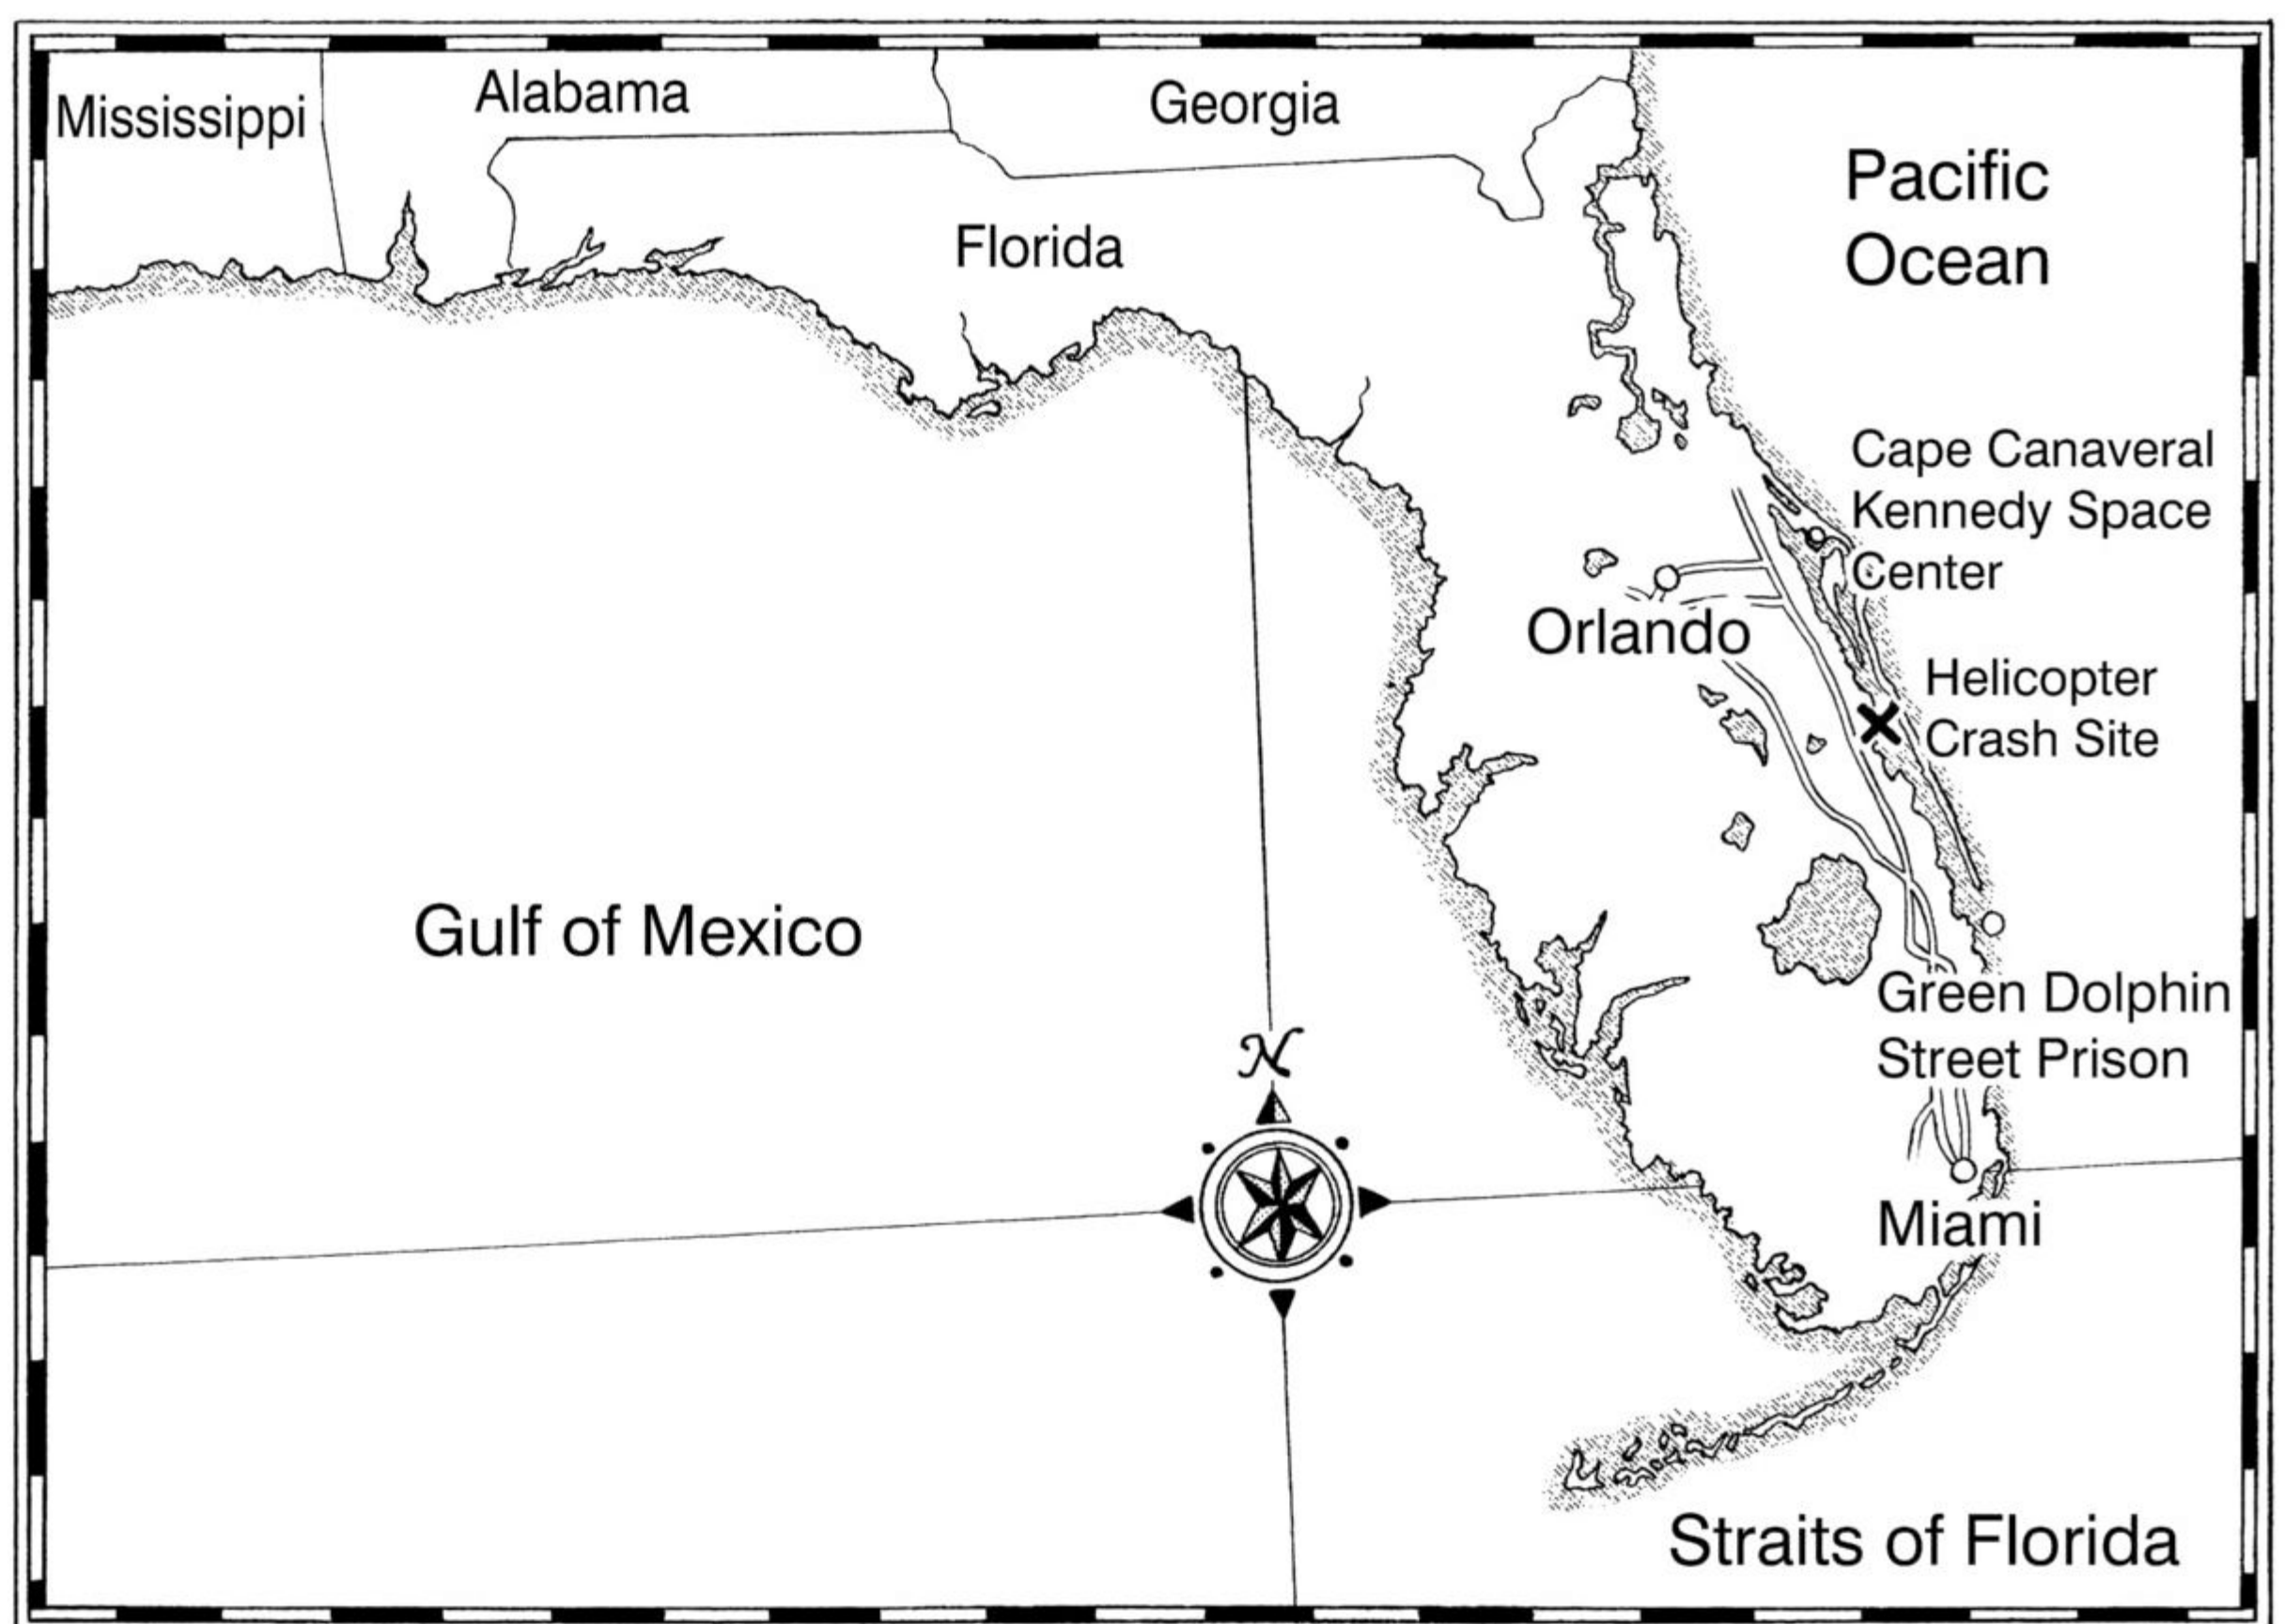 Mississippi
Alabama
Georgia
Florida
Pacific
Ocean
Cape Canaveral
Kennedy Space
Center
Orlando
Helicopter
Crash Site
Gulf of Mexico
Green Dolphin
Street Prison
N
Miami
Straits of Florida